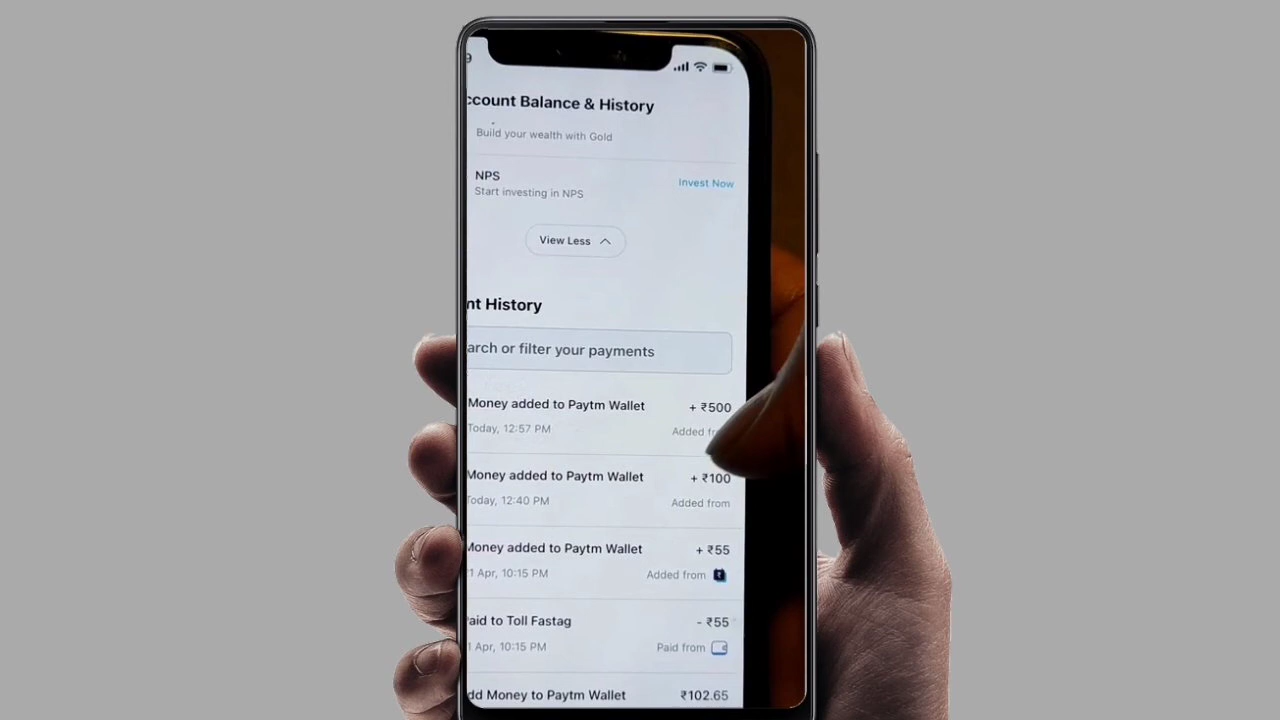 9
ccount Balance & History
Build your wealth with Gold
NPS
Invest Now
Start investing in NPS
View Less
nt History
arch or filter your payments
Money added to Paytm Wallet
+ ₹500
Today, 12:57 PM
Added
Money added to Paytm Wallet
+ ₹100
Today, 12:40 PM
Added from
Money added to Paytm Wallet
+ ₹55
1 Apr, 10:15 PM
Added from
aid to Toll Fastag
- ₹55
1 Apr, 10:15 PM
Paid from
dd Money to Paytm Wallet
₹102.65